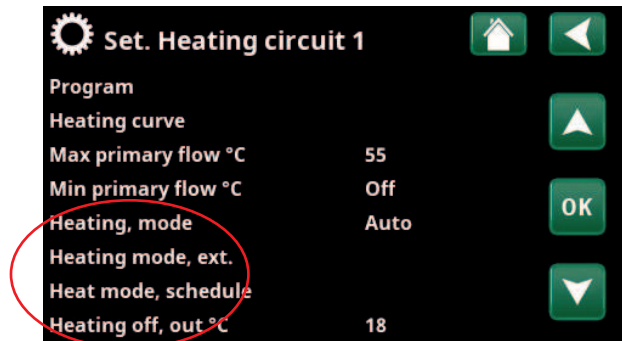 Set. Heating circuit 1
Program
Heating curve
Max primary flow °C 55
Min primary flow °C Off
Heating, mode Auto
OK
Heating mode, ext.
Heat mode, schedule
Heating off, out °C 18